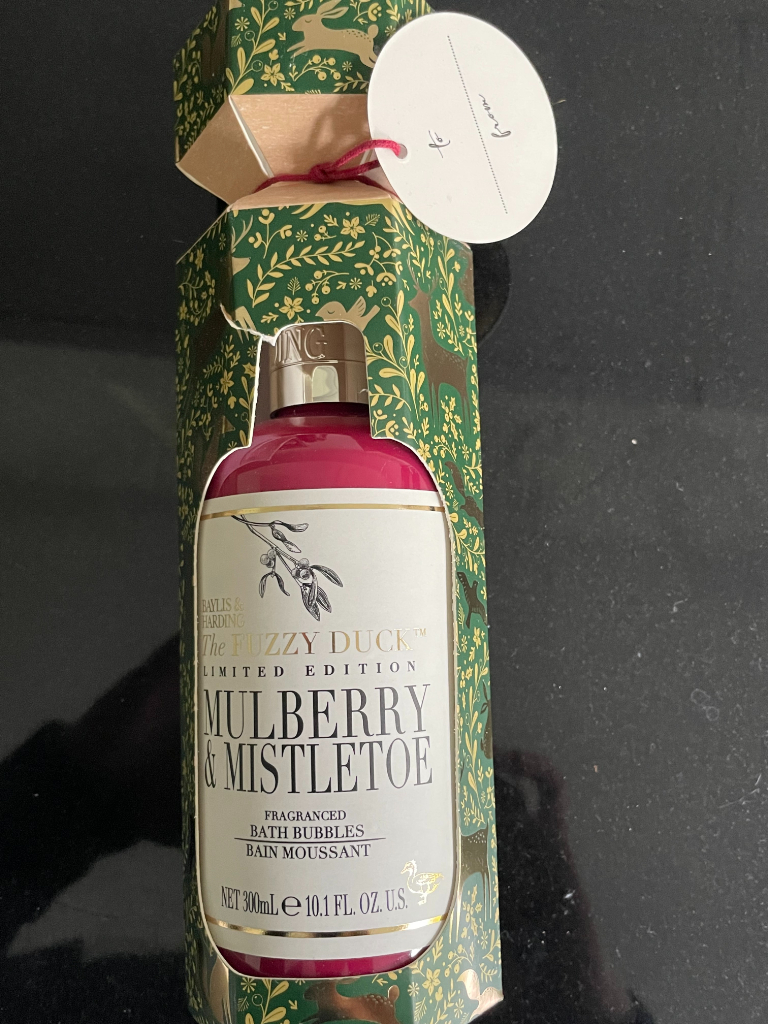 to
from
ING
BAYLIS &
HARDING
The FUZZY DUCK™
LIMITED EDITION
MULBERRY
& MISTLETOE
FRAGRANCED
BATH BUBBLES
BAIN MOUSSANT
NET 300mL ℮ 10.1 FL. OZ. U.S.